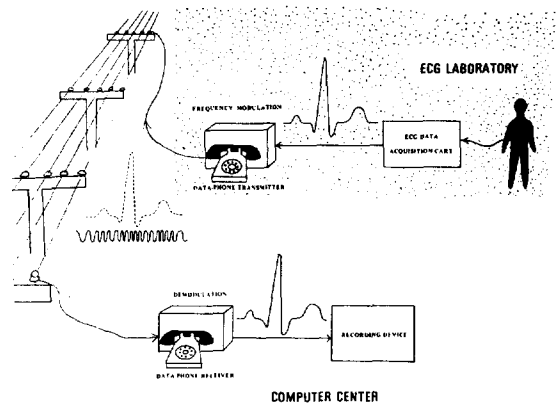 ECG LABORATORY
FREQUENCY MODULATION
ECG DATA
ACQUISITION CART
DATA-PHONE TRANSMITTER
DEMODULATION
RECORDING DEVICE
DATA-PHONE RECEIVER
COMPUTER CENTER